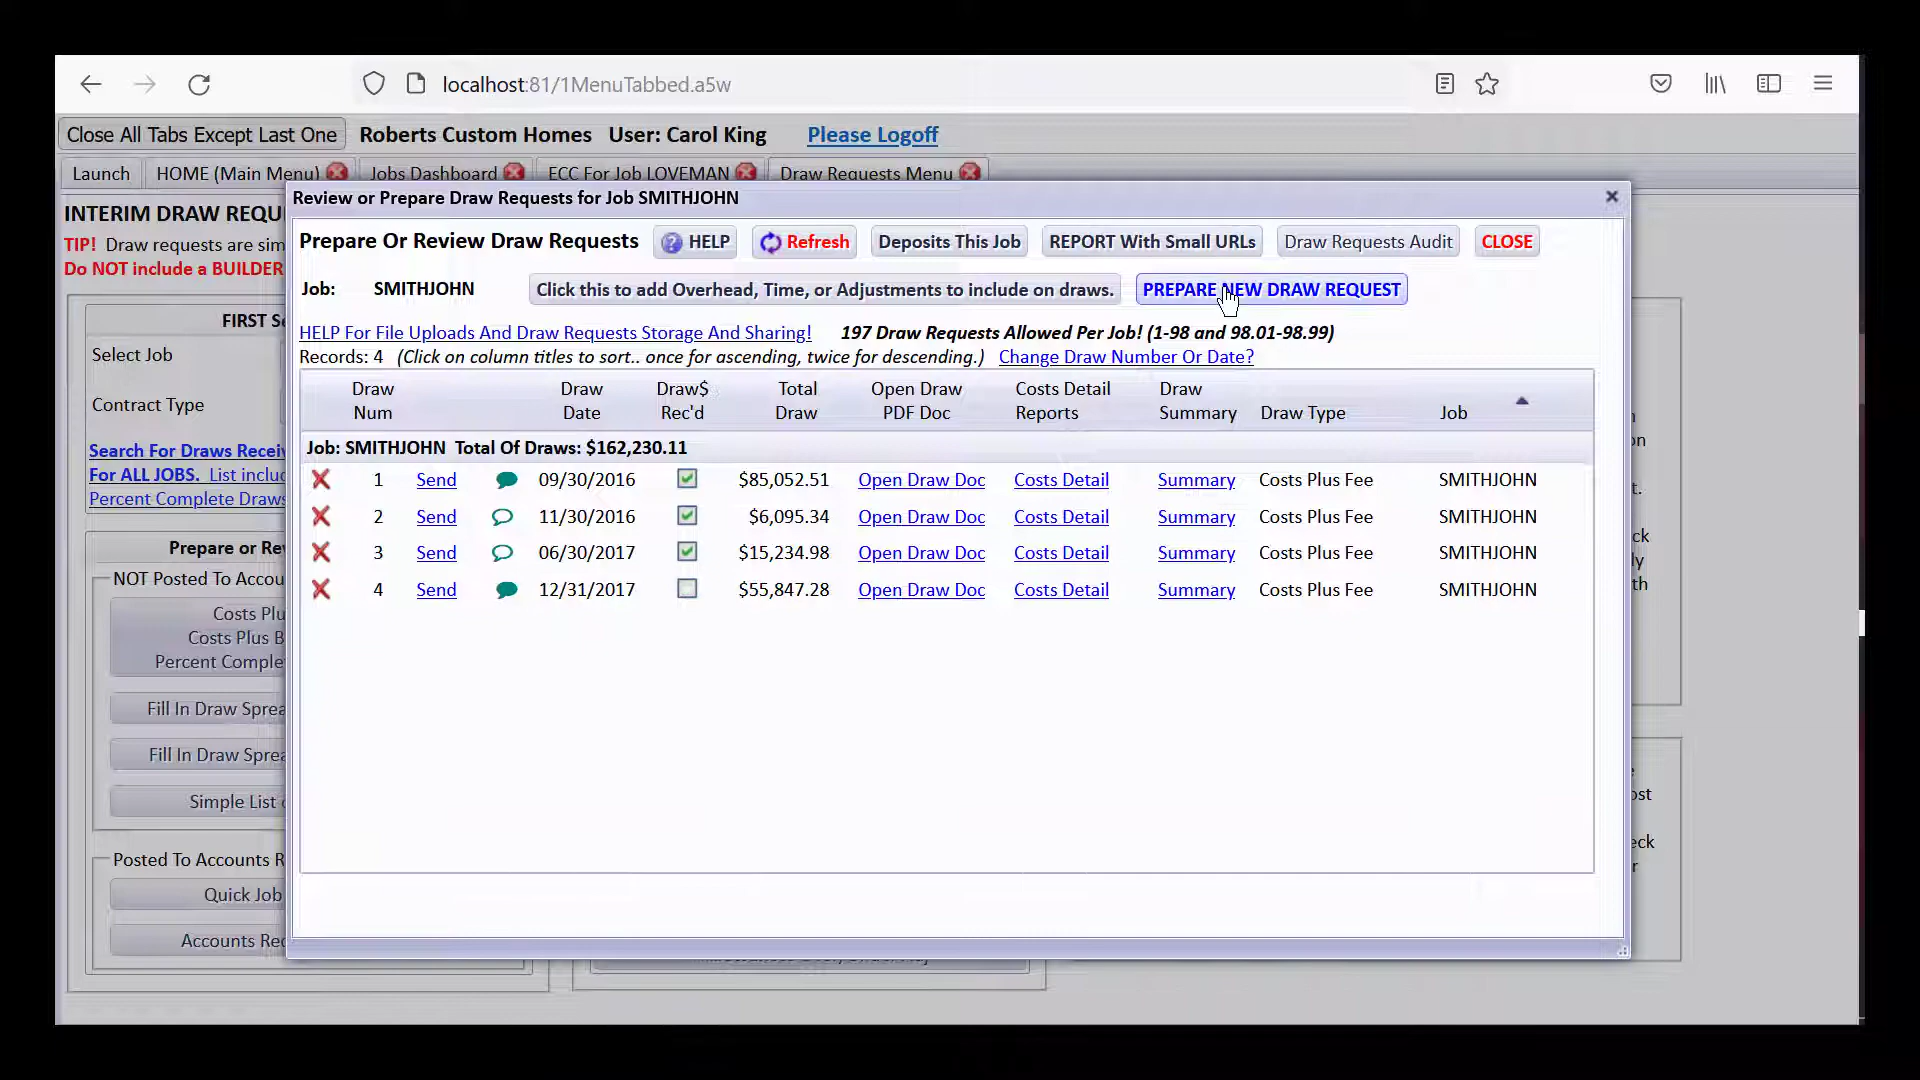 localhost:81/1MenuTabbed.a5w
Close All Tabs Except Last One Roberts Custom Homes User: Carol King Please Logoff
Launch HOME (Main Menu) Jobs Dashboard ECC For Job LOVEMAN Draw Requests Menu
Review or Prepare Draw Requests for Job SMITHJOHN
Prepare Or Review Draw Requests HELP Refresh Deposits This Job REPORT With Small URLs Draw Requests Audit CLOSE
Job: SMITHJOHN Click this to add Overhead, Time, or Adjustments to include on draws. PREPARE NEW DRAW REQUEST
HELP For File Uploads And Draw Requests Storage And Sharing! 197 Draw Requests Allowed Per Job! (1-98 and 98.01-98.99)
Records: 4 (Click on column titles to sort.. once for ascending, twice for descending.) Change Draw Number Or Date?
Draw Num Draw Date Draw$ Rec'd Total Draw Open Draw PDF Doc Costs Detail Reports Draw Summary Draw Type Job
Job: SMITHJOHN Total Of Draws: $162,230.11
1 Send 09/30/2016 $85,052.51 Open Draw Doc Costs Detail Summary Costs Plus Fee SMITHJOHN
2 Send 11/30/2016 $6,095.34 Open Draw Doc Costs Detail Summary Costs Plus Fee SMITHJOHN
3 Send 06/30/2017 $15,234.98 Open Draw Doc Costs Detail Summary Costs Plus Fee SMITHJOHN
4 Send 12/31/2017 $55,847.28 Open Draw Doc Costs Detail Summary Costs Plus Fee SMITHJOHN
INTERIM DRAW REQU
TIP! Draw requests are sim
Do NOT include a BUILDER
FIRST Se
Select Job
Contract Type
Search For Draws Recei
For ALL JOBS. List inclu
Percent Complete Draws
Prepare or Rev
NOT Posted To Accou
Costs Plu
Costs Plus B
Percent Comple
Fill In Draw Sprea
Fill In Draw Sprea
Simple List
Posted To Accounts R
Quick Job
Accounts Rec